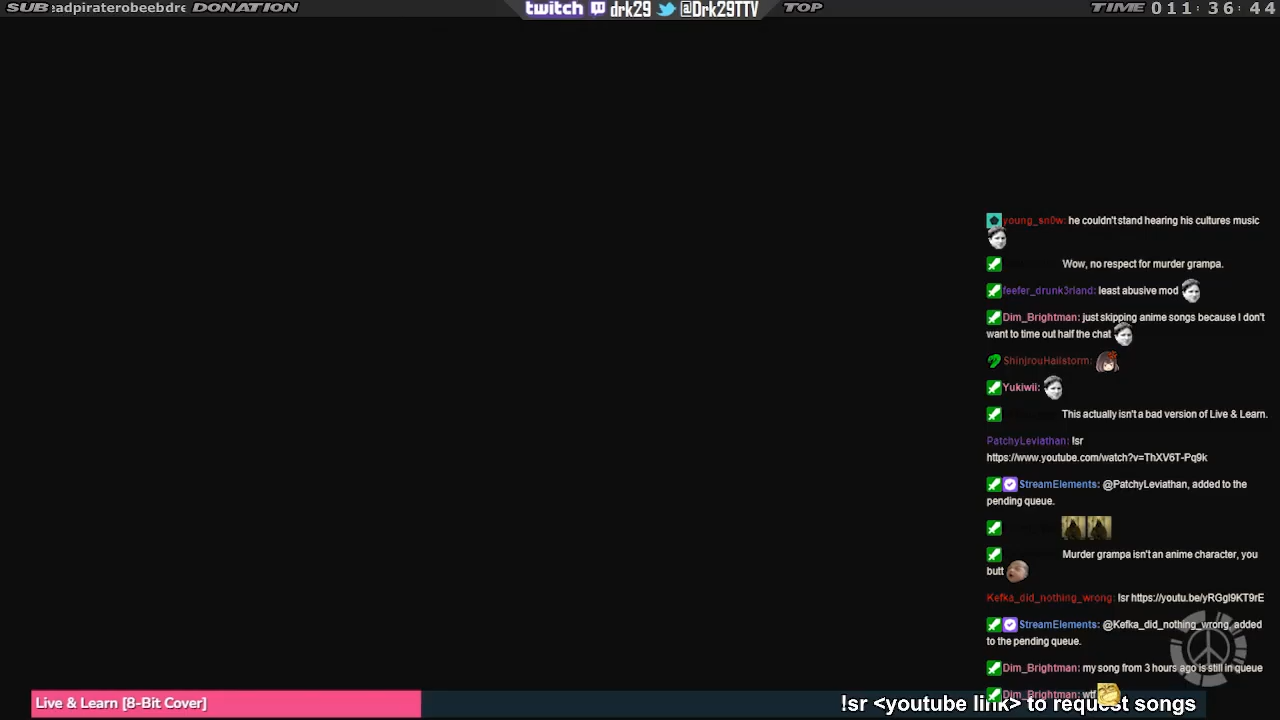 SUB eadpiraterobeebdre DONATION twitch drk29 @Drk29TTV TOP TIME 011:36:44
young_sn0w: he couldn't stand hearing his cultures music
Wow, no respect for murder grampa.
feefer_drunk3rland: least abusive mod
Dim_Brightman: just skipping anime songs because I don't
want to time out half the chat
ShinjrouHailstorm:
Yukiwii:
This actually isn't a bad version of Live & Learn.
PatchyLeviathan: !sr
https://www.youtube.com/watch?v=ThXV6T-Pq9k
StreamElements: @PatchyLeviathan, added to the
pending queue.
Murder grampa isn't an anime character, you
butt
Kefka_did_nothing_wrong: !sr https://youtu.be/yRGgl9KT9rE
StreamElements: @Kefka_did_nothing_wrong, added
to the pending queue.
Dim_Brightman: my song from 3 hours ago is still in queue
Dim_Brightman: wtf
Live & Learn [8-Bit Cover]
!sr <youtube link> to request songs